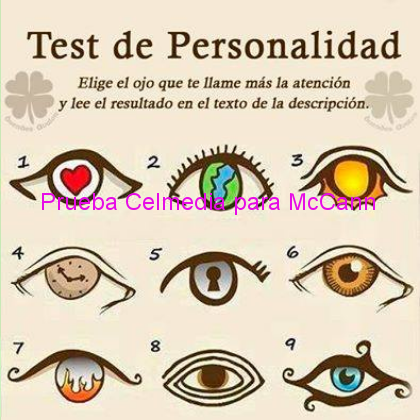 Test de Personalidad
Elige el ojo que te llame más la atención
y lee el resultado en el texto de la descripción.
1 2 3
Prueba Celmedia para McCann
4 5 6
7 8 9